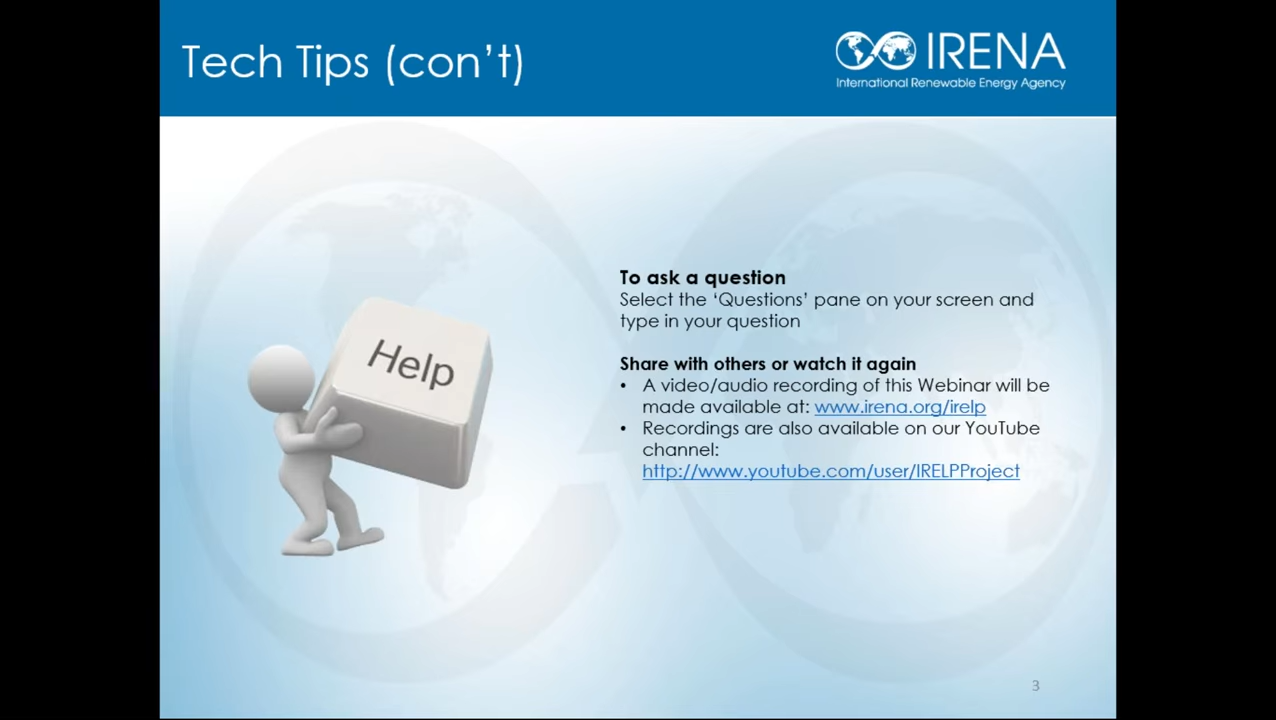 Tech Tips (con’t)
IRENA
International Renewable Energy Agency
Help
To ask a question
Select the ‘Questions’ pane on your screen and
type in your question
Share with others or watch it again
• A video/audio recording of this Webinar will be
made available at: www.irena.org/irelp
• Recordings are also available on our YouTube
channel:
http://www.youtube.com/user/IRELPProject
3